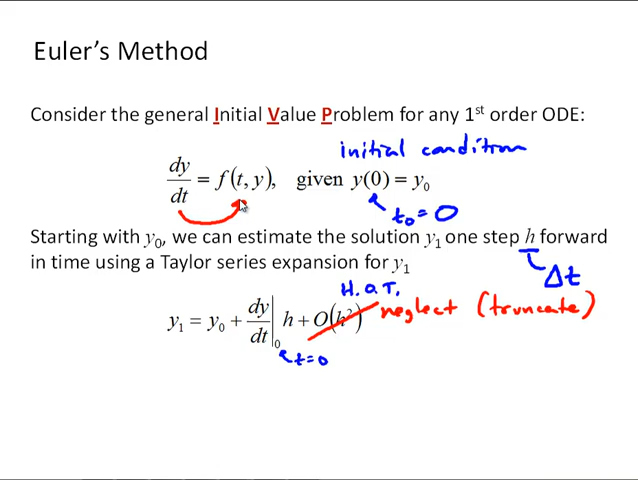 Euler's Method
Consider the general Initial Value Problem for any 1st order ODE:
initial condition
dy/dt = f(t, y), given y(0) = y₀
t₀ = 0
Starting with y₀, we can estimate the solution y₁ one step h forward
in time using a Taylor series expansion for y₁
Δt
H.O.T.
neglect (truncate)
y₁ = y₀ + dy/dt|₀ h + O(h²)
t=0